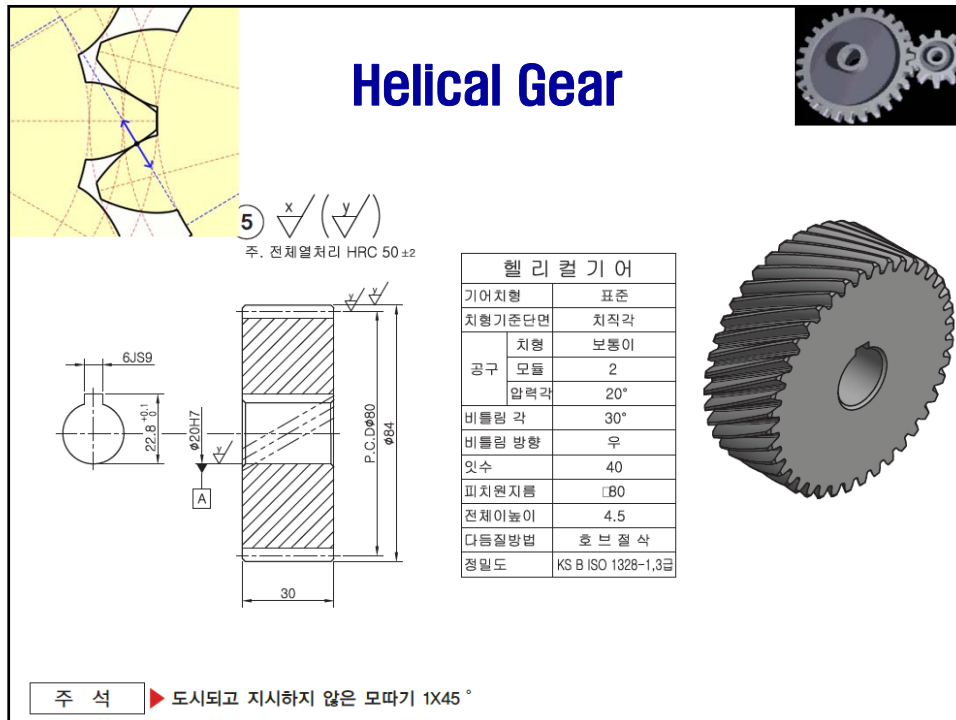 Helical Gear
5 x (y)
주. 전체열처리 HRC 50 ±2
y y
6JS9
22.8 +0.1 0
⌀20H7
y
A
P.C.D⌀80
⌀84
30
헬 리 컬 기 어
기어치형 표준
치형기준단면 치직각
공구 치형 보통이
모듈 2
압력각 20°
비틀림 각 30°
비틀림 방향 우
잇수 40
피치원지름 □80
전체이높이 4.5
다듬질방법 호 브 절 삭
정밀도 KS B ISO 1328-1,3급
주 석 도시되고 지시하지 않은 모따기 1X45 °